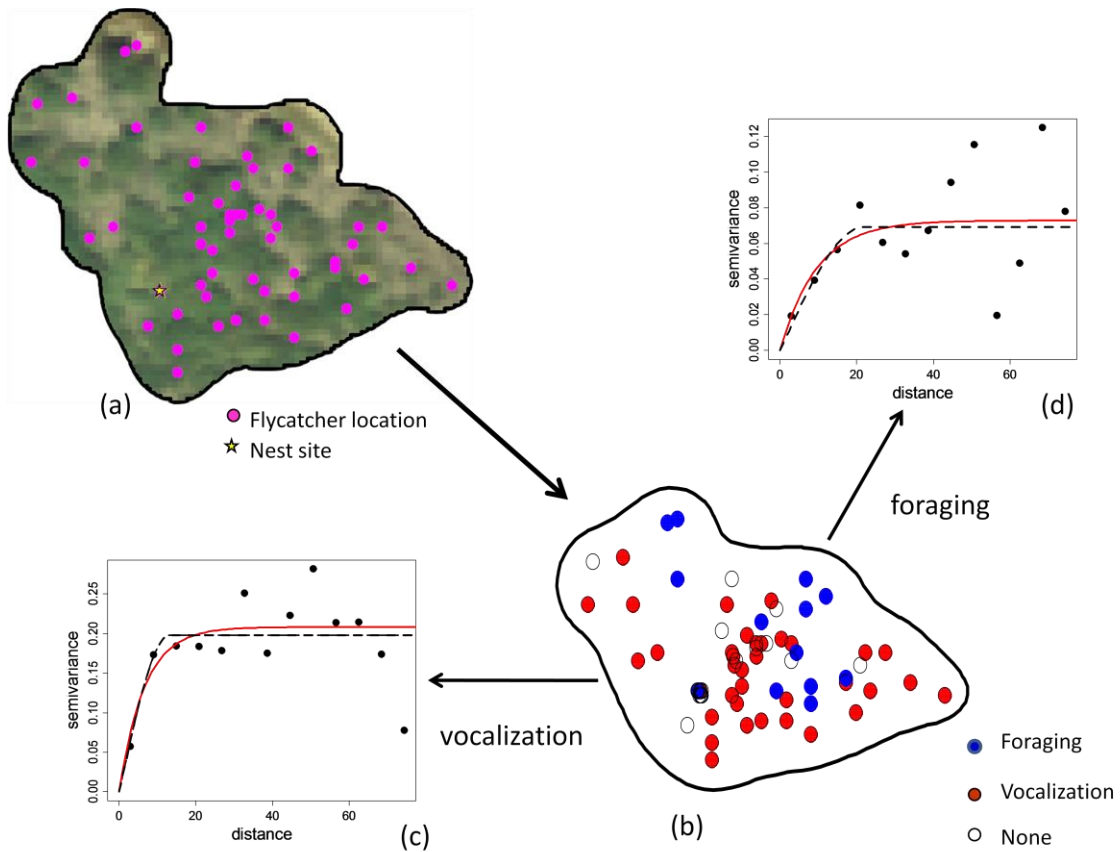 (a)
Flycatcher location
Nest site
0.12
0.10
0.08
0.06
0.04
0.02
0.00
semivariance
0 20 40 60
distance
(d)
foraging
0.25
0.20
0.15
0.10
0.05
0.00
semivariance
0 20 40 60
distance
(c)
vocalization
(b)
Foraging
Vocalization
None